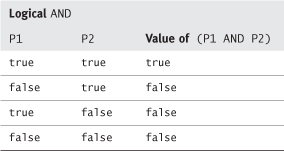 Logical AND
P1 P2 Value of (P1 AND P2)
true true true
false true false
true false false
false false false